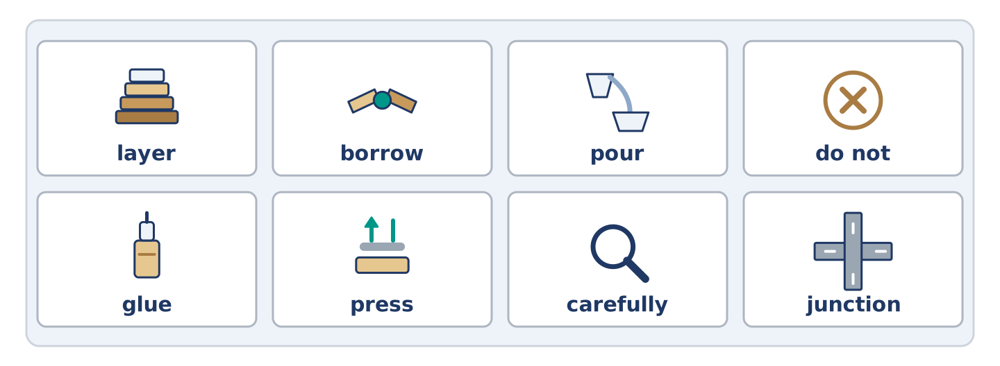 layer
borrow
pour
do not
glue
press
carefully
junction